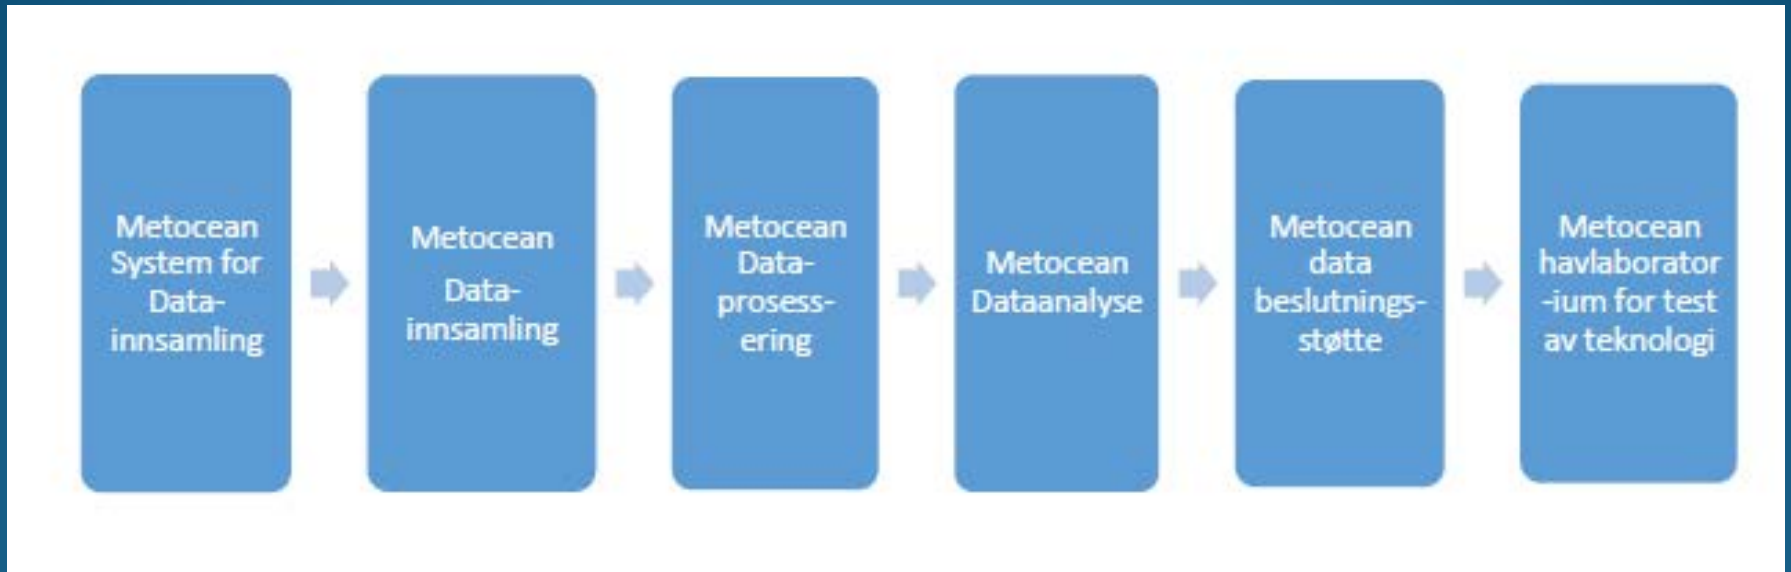 Metocean
System for
Data-
innsamling
Metocean
Data-
innsamling
Metocean
Data-
prosess-
ering
Metocean
Dataanalyse
Metocean
data
beslutnings-
støtte
Metocean
havlaborator
-ium for test
av teknologi